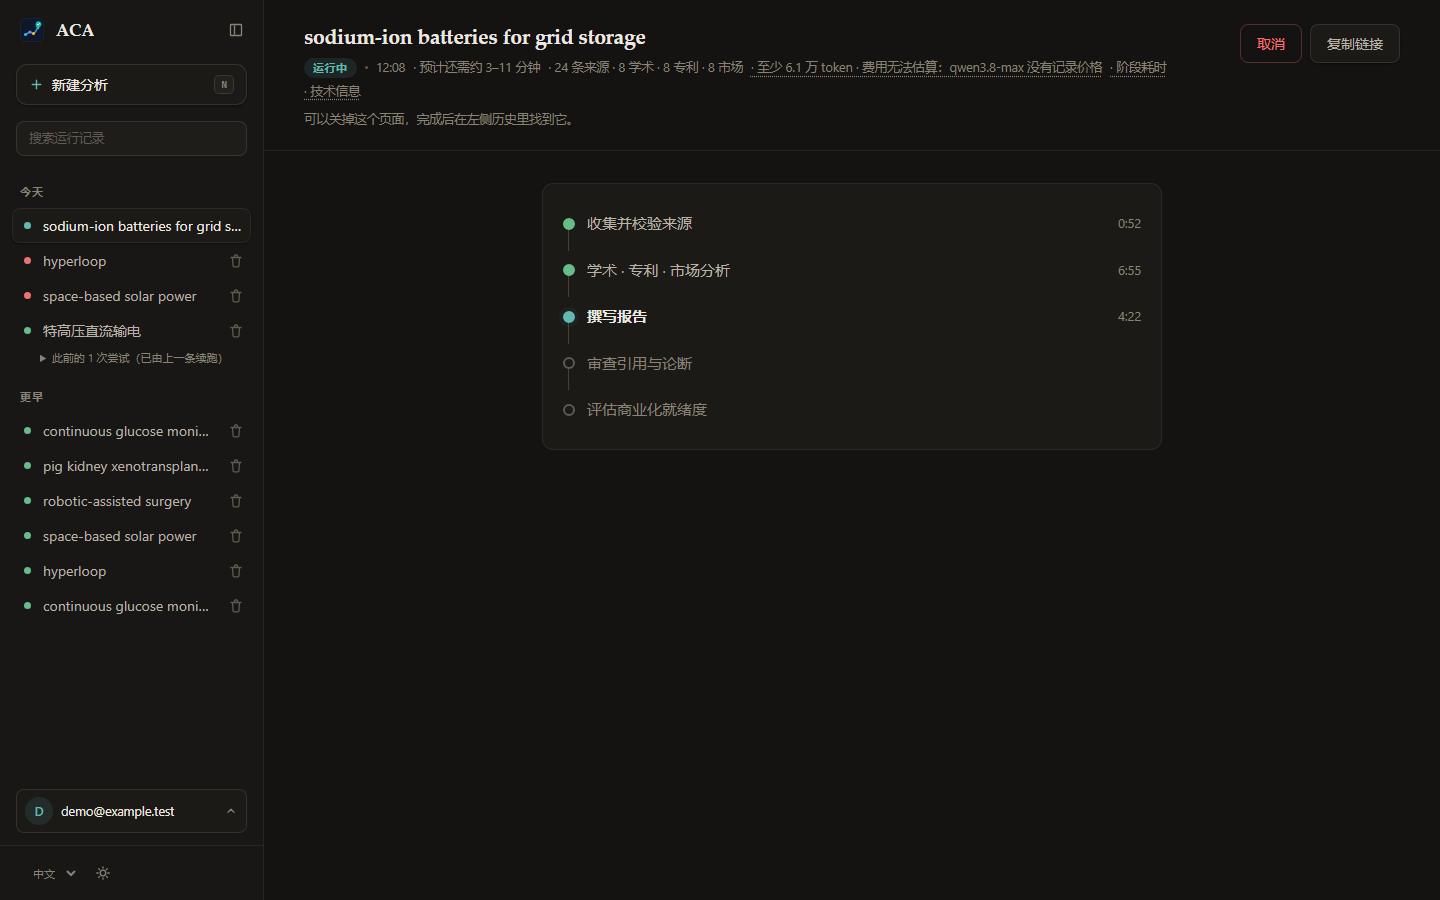 ACA
新建分析
N
搜索运行记录
今天
sodium-ion batteries for grid s...
hyperloop
space-based solar power
特高压直流输电
此前的 1 次尝试（已由上一条续跑）
更早
continuous glucose moni...
pig kidney xenotransplan...
robotic-assisted surgery
space-based solar power
hyperloop
continuous glucose moni...
D demo@example.test
中文
sodium-ion batteries for grid storage
运行中 · 12:08 · 预计还需约 3–11 分钟 · 24 条来源 · 8 学术 · 8 专利 · 8 市场 · 至少 6.1 万 token · 费用无法估算：qwen3.8-max 没有记录价格 · 阶段耗时
· 技术信息
可以关掉这个页面，完成后在左侧历史里找到它。
取消
复制链接
收集并校验来源 0:52
学术 · 专利 · 市场分析 6:55
撰写报告 4:22
审查引用与论断
评估商业化就绪度